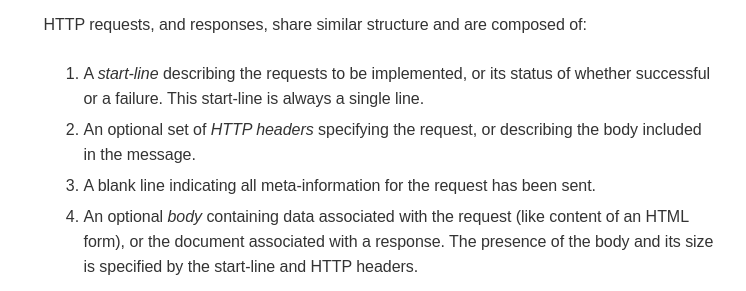 HTTP requests, and responses, share similar structure and are composed of:
1. A start-line describing the requests to be implemented, or its status of whether successful
or a failure. This start-line is always a single line.
2. An optional set of HTTP headers specifying the request, or describing the body included
in the message.
3. A blank line indicating all meta-information for the request has been sent.
4. An optional body containing data associated with the request (like content of an HTML
form), or the document associated with a response. The presence of the body and its size
is specified by the start-line and HTTP headers.